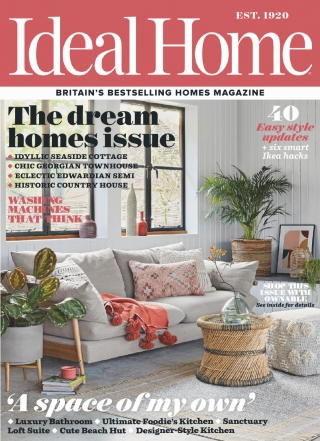 EST. 1920
Ideal Home
BRITAIN'S BESTSELLING HOMES MAGAZINE
The dream
homes issue
IDYLLIC SEASIDE COTTAGE
CHIC GEORGIAN TOWNHOUSE
ECLECTIC EDWARDIAN SEMI
HISTORIC COUNTRY HOUSE
WASHING
MACHINES
THAT THINK
40
Easy style
updates
+ six smart
Ikea hacks
SHOP THIS
ISSUE WITH
OWNABLE
See inside for details
'A space of my own'
Luxury Bathroom Ultimate Foodie's Kitchen Sanctuary
Loft Suite Cute Beach Hut Designer-Style Kitchen